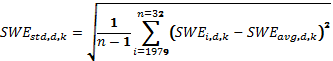 SWE_{std,d,k} = \sqrt{\frac{1}{n-1} \sum_{i=1979}^{n=32} (SWE_{i,d,k} - SWE_{avg,d,k})^2}